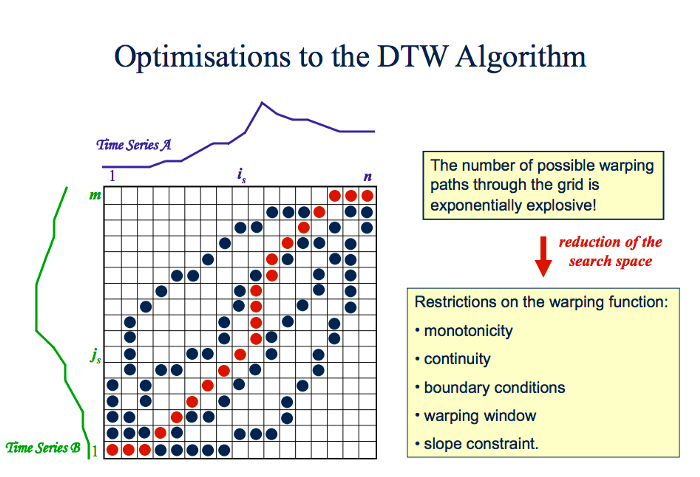 Optimisations to the DTW Algorithm
Time Series A
1
i_s
n
m
j_s
Time Series B
1
The number of possible warping
paths through the grid is
exponentially explosive!
reduction of the
search space
Restrictions on the warping function:
• monotonicity
• continuity
• boundary conditions
• warping window
• slope constraint.